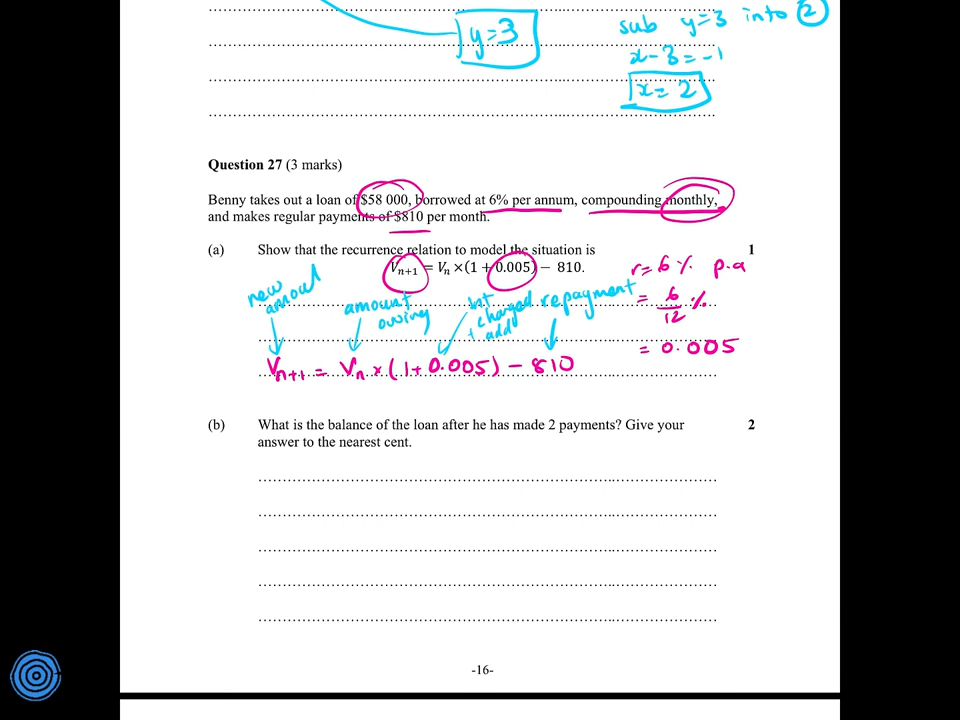 y=3
sub y=3 into 2
x-3=-1
x=2
Question 27 (3 marks)
Benny takes out a loan of $58 000, borrowed at 6% per annum, compounding monthly,
and makes regular payments of $810 per month.
(a) Show that the recurrence relation to model the situation is 1
Vₙ₊₁ = Vₙ × (1 + 0.005) − 810.
r = 6% p.a
= 6/12 %
= 0.005
new amount
amount owing
int charged + add
repayment
Vₙ₊₁ = Vₙ × (1 + 0.005) − 810
(b) What is the balance of the loan after he has made 2 payments? Give your 2
answer to the nearest cent.
-16-